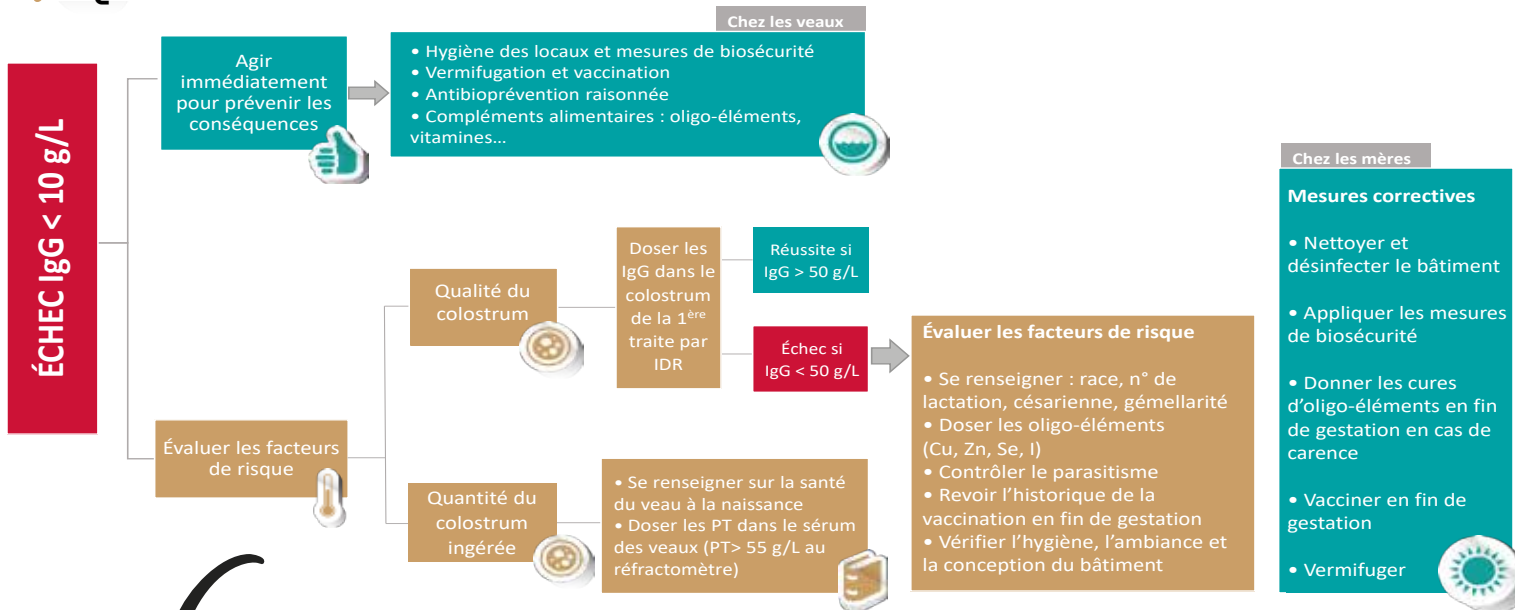 Chez les veaux
ÉCHEC IgG < 10 g/L
Agir
immédiatement
pour prévenir les
conséquences
• Hygiène des locaux et mesures de biosécurité
• Vermifugation et vaccination
• Antibioprévention raisonnée
• Compléments alimentaires : oligo-éléments,
vitamines...
Évaluer les facteurs
de risque
Qualité du
colostrum
Doser les
IgG dans le
colostrum
de la 1ère
traite par
IDR
Réussite si
IgG > 50 g/L
Échec si
IgG < 50 g/L
Quantité du
colostrum
ingérée
• Se renseigner sur la santé
du veau à la naissance
• Doser les PT dans le sérum
des veaux (PT> 55 g/L au
réfractomètre)
Évaluer les facteurs de risque
• Se renseigner : race, n° de
lactation, césarienne, gémellarité
• Doser les oligo-éléments
(Cu, Zn, Se, I)
• Contrôler le parasitisme
• Revoir l’historique de la
vaccination en fin de gestation
• Vérifier l’hygiène, l’ambiance et
la conception du bâtiment
Chez les mères
Mesures correctives
• Nettoyer et
désinfecter le bâtiment
• Appliquer les mesures
de biosécurité
• Donner les cures
d’oligo-éléments en fin
de gestation en cas de
carence
• Vacciner en fin de
gestation
• Vermifuger